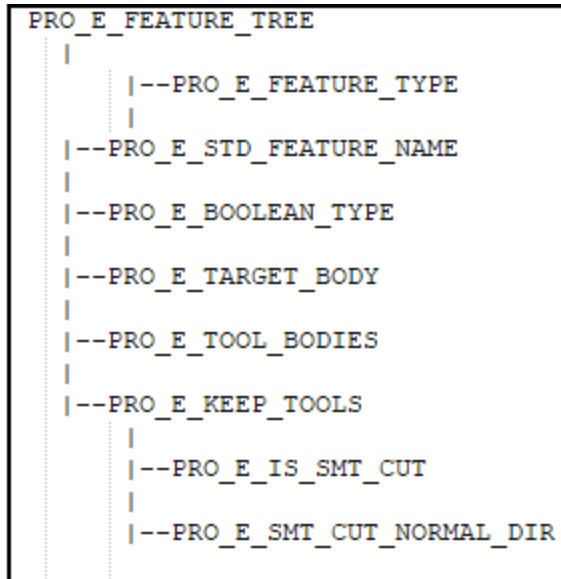 PRO_E_FEATURE_TREE
|
|--PRO_E_FEATURE_TYPE
|
|--PRO_E_STD_FEATURE_NAME
|
|--PRO_E_BOOLEAN_TYPE
|
|--PRO_E_TARGET_BODY
|
|--PRO_E_TOOL_BODIES
|
|--PRO_E_KEEP_TOOLS
|
|--PRO_E_IS_SMT_CUT
|
|--PRO_E_SMT_CUT_NORMAL_DIR